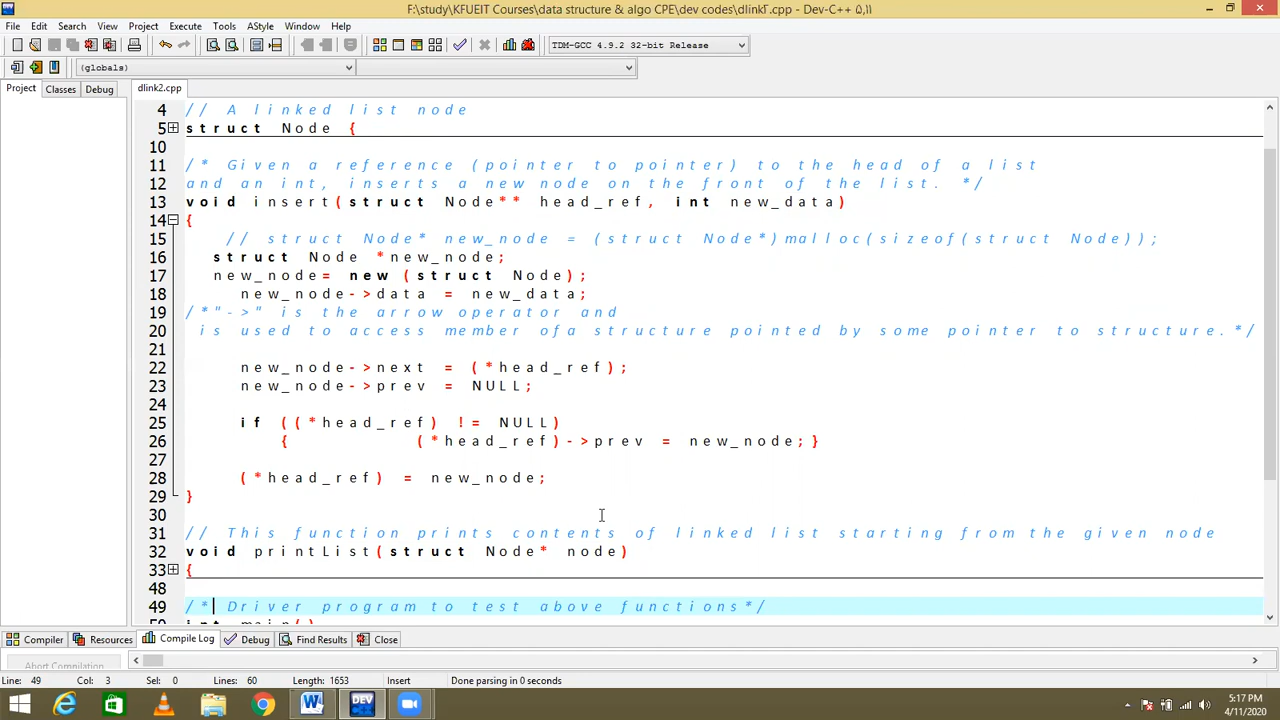 F:\study\KFUEIT Courses\data structure & algo CPE\dev codes\dlink2.cpp - Dev-C++ 5.11
File Edit Search View Project Execute Tools AStyle Window Help
TDM-GCC 4.9.2 32-bit Release
(globals)
Project Classes Debug dlink2.cpp
4 // A linked list node
5 struct Node {
10
11 /* Given a reference (pointer to pointer) to the head of a list
12 and an int, inserts a new node on the front of the list. */
13 void insert(struct Node** head_ref, int new_data)
14 {
15 // struct Node* new_node = (struct Node*)malloc(sizeof(struct Node));
16 struct Node *new_node;
17 new_node= new (struct Node);
18 new_node->data = new_data;
19 /*"->" is the arrow operator and
20 is used to access member ofa structure pointed by some pointer to structure.*/
21
22 new_node->next = (*head_ref);
23 new_node->prev = NULL;
24
25 if ((*head_ref) != NULL)
26 { (*head_ref)->prev = new_node; }
27
28 (*head_ref) = new_node;
29 }
30
31 // This function prints contents of linked list starting from the given node
32 void printList(struct Node* node)
33 {
48
49 /* Driver program to test above functions*/
50 int main()
Compiler Resources Compile Log Debug Find Results Close
Abort Compilation
Line: 49 Col: 3 Sel: 0 Lines: 60 Length: 1653 Insert Done parsing in 0 seconds
5:17 PM
4/11/2020